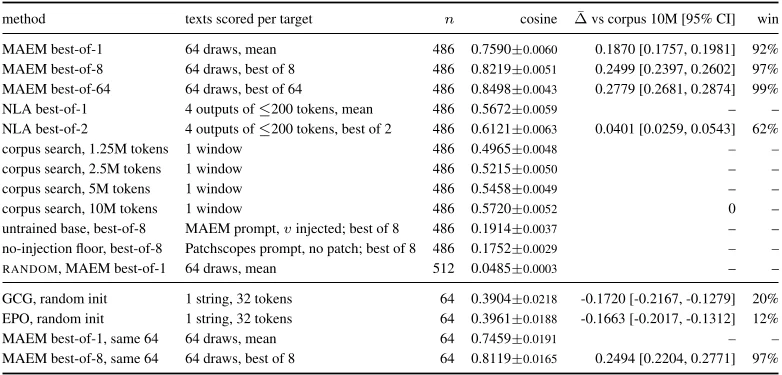 method texts scored per target n cosine Δ̄ vs corpus 10M [95% CI] win
MAEM best-of-1 64 draws, mean 486 0.7590±0.0060 0.1870 [0.1757, 0.1981] 92%
MAEM best-of-8 64 draws, best of 8 486 0.8219±0.0051 0.2499 [0.2397, 0.2602] 97%
MAEM best-of-64 64 draws, best of 64 486 0.8498±0.0043 0.2779 [0.2681, 0.2874] 99%
NLA best-of-1 4 outputs of ≤200 tokens, mean 486 0.5672±0.0059 – –
NLA best-of-2 4 outputs of ≤200 tokens, best of 2 486 0.6121±0.0063 0.0401 [0.0259, 0.0543] 62%
corpus search, 1.25M tokens 1 window 486 0.4965±0.0048 – –
corpus search, 2.5M tokens 1 window 486 0.5215±0.0050 – –
corpus search, 5M tokens 1 window 486 0.5458±0.0049 – –
corpus search, 10M tokens 1 window 486 0.5720±0.0052 0 –
untrained base, best-of-8 MAEM prompt, v injected; best of 8 486 0.1914±0.0037 – –
no-injection floor, best-of-8 Patchscopes prompt, no patch; best of 8 486 0.1752±0.0029 – –
RANDOM, MAEM best-of-1 64 draws, mean 512 0.0485±0.0003 – –
GCG, random init 1 string, 32 tokens 64 0.3904±0.0218 -0.1720 [-0.2167, -0.1279] 20%
EPO, random init 1 string, 32 tokens 64 0.3961±0.0188 -0.1663 [-0.2017, -0.1312] 12%
MAEM best-of-1, same 64 64 draws, mean 64 0.7459±0.0191 – –
MAEM best-of-8, same 64 64 draws, best of 8 64 0.8119±0.0165 0.2494 [0.2204, 0.2771] 97%